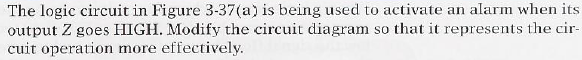 The logic circuit in Figure 3-37(a) is being used to activate an alarm when its
output Z goes HIGH. Modify the circuit diagram so that it represents the cir-
cuit operation more effectively.